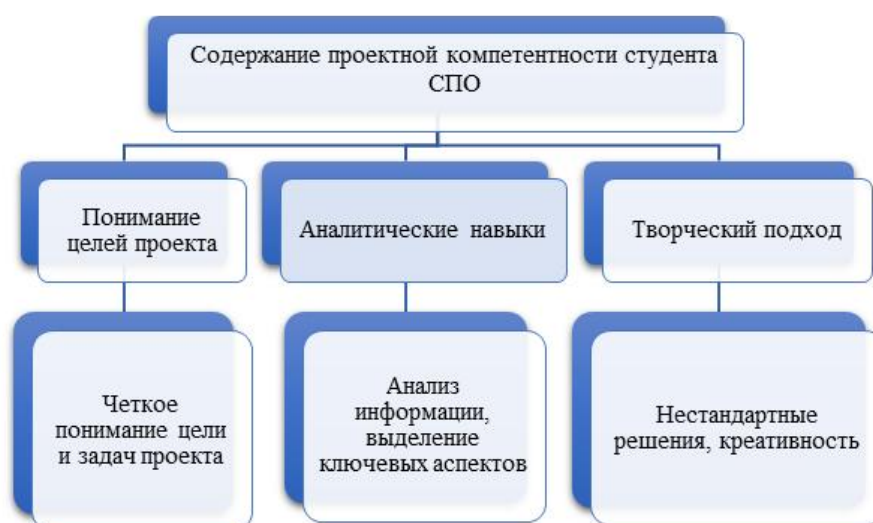 Содержание проектной компетентности студента
СПО
Понимание
целей проекта
Аналитические навыки
Творческий подход
Четкое
понимание цели
и задач проекта
Анализ
информации,
выделение
ключевых аспектов
Нестандартные
решения, креативность